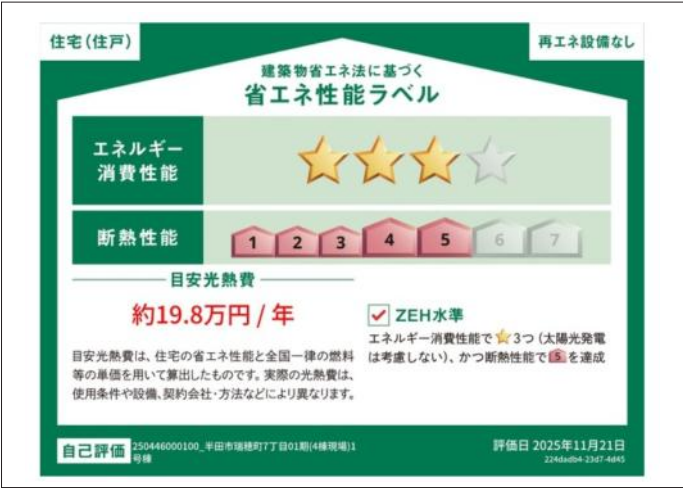 住宅(住戸)
再エネ設備なし
建築物省エネ法に基づく
省エネ性能ラベル
エネルギー
消費性能
断熱性能
1 2 3 4 5 6 7
目安光熱費
約19.8万円 / 年
目安光熱費は、住宅の省エネ性能と全国一律の燃料
等の単価を用いて算出したものです。実際の光熱費は、
使用条件や設備、契約会社・方法などにより異なります。
ZEH水準
エネルギー消費性能で⭐3つ(太陽光発電
は考慮しない)、かつ断熱性能で5を達成
自己評価
250446000100_半田市瑞穂町7丁目01期(4棟現場)1
号棟
評価日 2025年11月21日
224dadb4-23d7-4d45